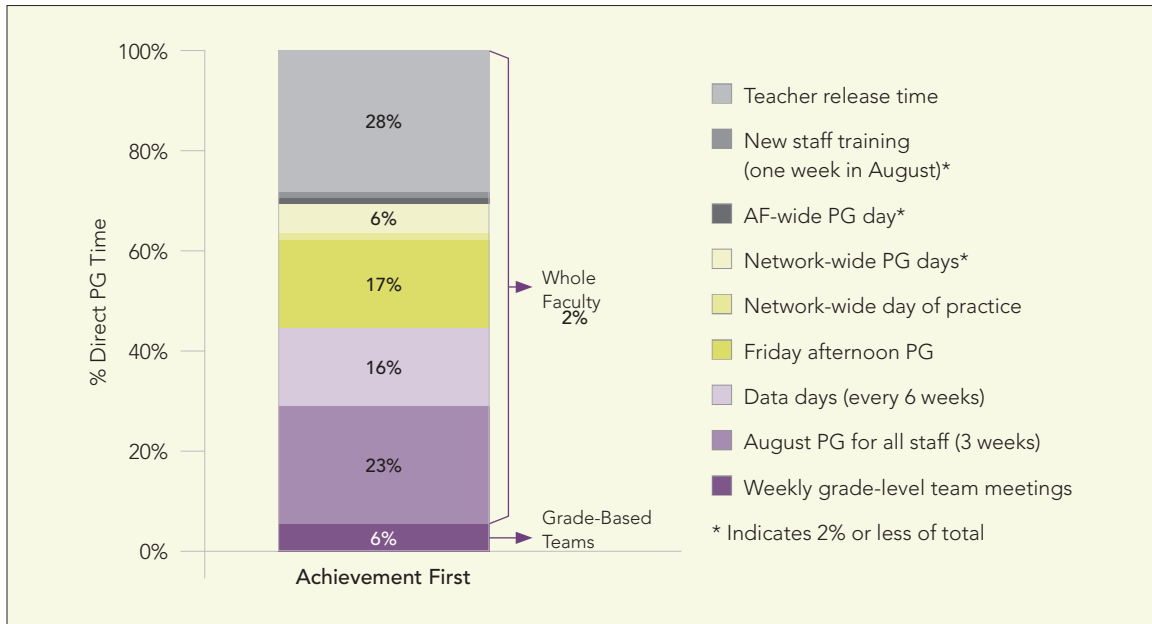 100%
80%
60%
40%
20%
0%
% Direct PG Time
28%
6%
17%
16%
23%
6%
Achievement First
Whole
Faculty
2%
Grade-Based
Teams
Teacher release time
New staff training
(one week in August)*
AF-wide PG day*
Network-wide PG days*
Network-wide day of practice
Friday afternoon PG
Data days (every 6 weeks)
August PG for all staff (3 weeks)
Weekly grade-level team meetings
* Indicates 2% or less of total